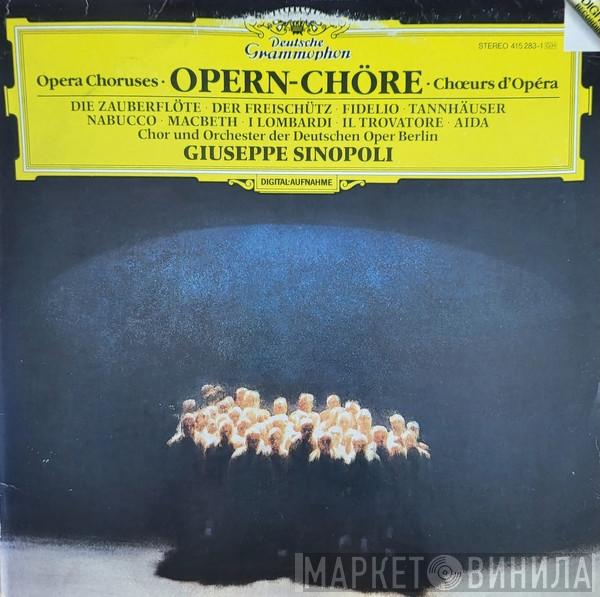 Deutsche
Grammophon
STEREO 415 283-1 GH
Opera Choruses · OPERN-CHÖRE · Chœurs d'Opéra
DIE ZAUBERFLÖTE · DER FREISCHÜTZ · FIDELIO · TANNHÄUSER
NABUCCO · MACBETH · I LOMBARDI · IL TROVATORE · AIDA
Chor und Orchester der Deutschen Oper Berlin
GIUSEPPE SINOPOLI
DIGITAL-AUFNAHME
МАРКЕТ ВИНИЛА